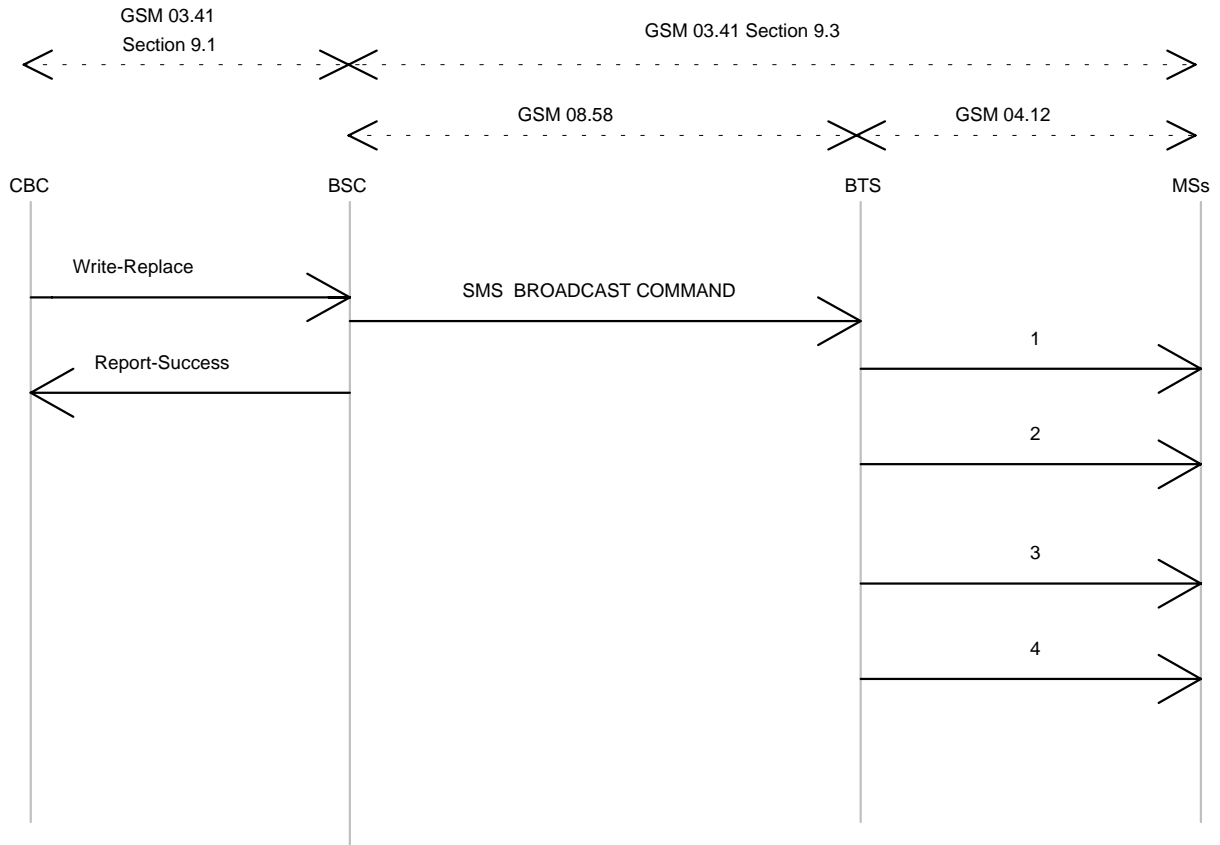 GSM 03.41
Section 9.1
GSM 03.41 Section 9.3
GSM 08.58
GSM 04.12
CBC
BSC
BTS
MSs
Write-Replace
SMS BROADCAST COMMAND
1
Report-Success
2
3
4